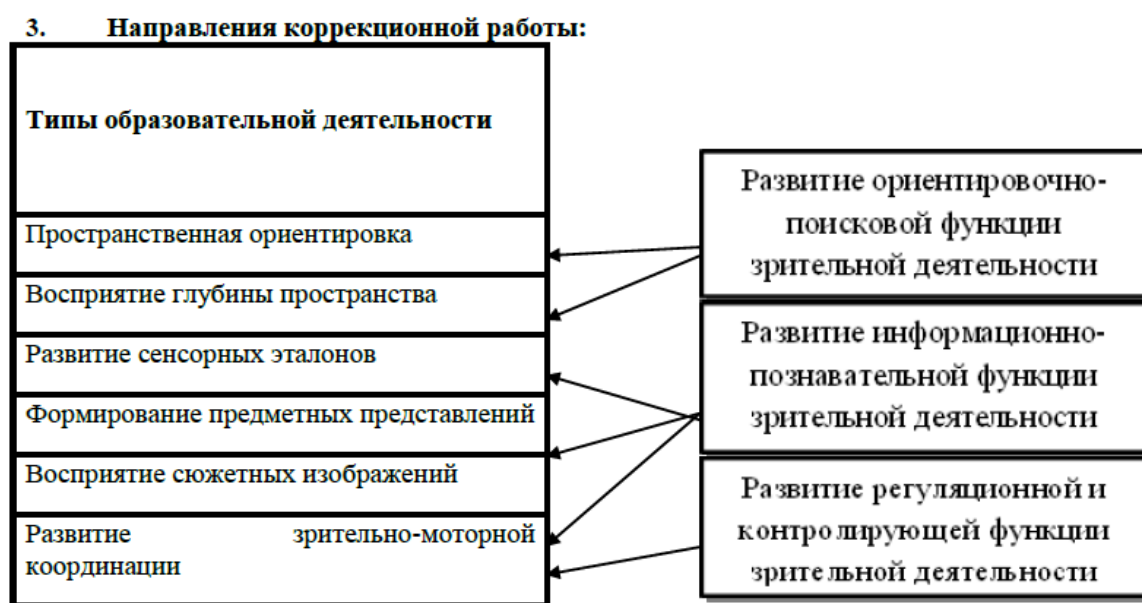 3. Направления коррекционной работы:
Типы образовательной деятельности
Пространственная ориентировка
Восприятие глубины пространства
Развитие сенсорных эталонов
Формирование предметных представлений
Восприятие сюжетных изображений
Развитие зрительно-моторной
координации
Развитие ориентировочно-
поисковой функции
зрительной деятельности
Развитие информационно-
познавательной функции
зрительной деятельности
Развитие регуляционной и
контролирующей функции
зрительной деятельности